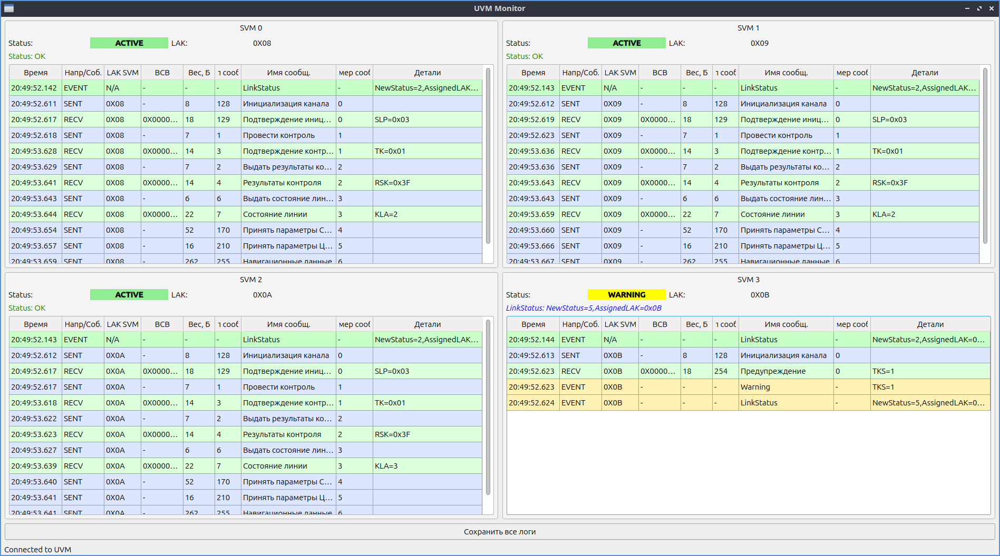 UVM Monitor
SVM 0
Status: ACTIVE LAK: 0X08
Status: OK
Время Напр/Соб. LAK SVM BCB Вес, Б т сооб Имя сообщ. мер сооб Детали
20:49:52.142 EVENT N/A - - - LinkStatus - NewStatus=2,AssignedLAK...
20:49:52.611 SENT 0X08 - 8 128 Инициализация канала 0
20:49:52.617 RECV 0X08 0X0000... 18 129 Подтверждение иниц... 0 SLP=0x03
20:49:52.618 SENT 0X08 - 7 1 Провести контроль 1
20:49:53.628 RECV 0X08 0X0000... 14 3 Подтверждение контр... 1 TK=0x01
20:49:53.629 SENT 0X08 - 7 2 Выдать результаты ко... 2
20:49:53.641 RECV 0X08 0X0000... 14 4 Результаты контроля 2 RSK=0x3F
20:49:53.643 SENT 0X08 - 6 6 Выдать состояние лин... 3
20:49:53.644 RECV 0X08 0X0000... 22 7 Состояние линии 3 KLA=2
20:49:53.654 SENT 0X08 - 52 170 Принять параметры С... 4
20:49:53.657 SENT 0X08 - 16 210 Принять параметры Ц... 5
20:49:53.659 SENT 0X08 - 262 255 Навигационные данные 6
SVM 1
Status: ACTIVE LAK: 0X09
Status: OK
Время Напр/Соб. LAK SVM BCB Вес, Б т сооб Имя сообщ. мер сооб Детали
20:49:52.143 EVENT N/A - - - LinkStatus - NewStatus=2,AssignedLAK...
20:49:52.612 SENT 0X09 - 8 128 Инициализация канала 0
20:49:52.619 RECV 0X09 0X0000... 18 129 Подтверждение иниц... 0 SLP=0x03
20:49:52.623 SENT 0X09 - 7 1 Провести контроль 1
20:49:53.636 RECV 0X09 0X0000... 14 3 Подтверждение контр... 1 TK=0x01
20:49:53.636 SENT 0X09 - 7 2 Выдать результаты ко... 2
20:49:53.643 RECV 0X09 0X0000... 14 4 Результаты контроля 2 RSK=0x3F
20:49:53.643 SENT 0X09 - 6 6 Выдать состояние лин... 3
20:49:53.659 RECV 0X09 0X0000... 22 7 Состояние линии 3 KLA=2
20:49:53.660 SENT 0X09 - 52 170 Принять параметры С... 4
20:49:53.666 SENT 0X09 - 16 210 Принять параметры Ц... 5
20:49:53.667 SENT 0X09 - 262 255 Навигационные данные 6
SVM 2
Status: ACTIVE LAK: 0X0A
Status: OK
Время Напр/Соб. LAK SVM BCB Вес, Б т сооб Имя сообщ. мер сооб Детали
20:49:52.143 EVENT N/A - - - LinkStatus - NewStatus=2,AssignedLAK...
20:49:52.612 SENT 0X0A - 8 128 Инициализация канала 0
20:49:52.617 RECV 0X0A 0X0000... 18 129 Подтверждение иниц... 0 SLP=0x03
20:49:52.617 SENT 0X0A - 7 1 Провести контроль 1
20:49:53.618 RECV 0X0A 0X0000... 14 3 Подтверждение контр... 1 TK=0x01
20:49:53.622 SENT 0X0A - 7 2 Выдать результаты ко... 2
20:49:53.623 RECV 0X0A 0X0000... 14 4 Результаты контроля 2 RSK=0x3F
20:49:53.627 SENT 0X0A - 6 6 Выдать состояние лин... 3
20:49:53.639 RECV 0X0A 0X0000... 22 7 Состояние линии 3 KLA=3
20:49:53.640 SENT 0X0A - 52 170 Принять параметры С... 4
20:49:53.641 SENT 0X0A - 16 210 Принять параметры Ц... 5
20:49:53.641 SENT 0X0A - 262 255 Навигационные данные 6
SVM 3
Status: WARNING LAK: 0X0B
LinkStatus: NewStatus=5,AssignedLAK=0x0B
Время Напр/Соб. LAK SVM BCB Вес, Б т сооб Имя сообщ. мер сооб Детали
20:49:52.144 EVENT N/A - - - LinkStatus - NewStatus=2,AssignedLAK=0...
20:49:52.613 SENT 0X0B - 8 128 Инициализация канала 0
20:49:52.623 RECV 0X0B 0X0000... 18 254 Предупреждение 0 TKS=1
20:49:52.623 EVENT 0X0B - - - Warning - TKS=1
20:49:52.624 EVENT 0X0B - - - LinkStatus - NewStatus=5,AssignedLAK=0...
Сохранить все логи
Connected to UVM